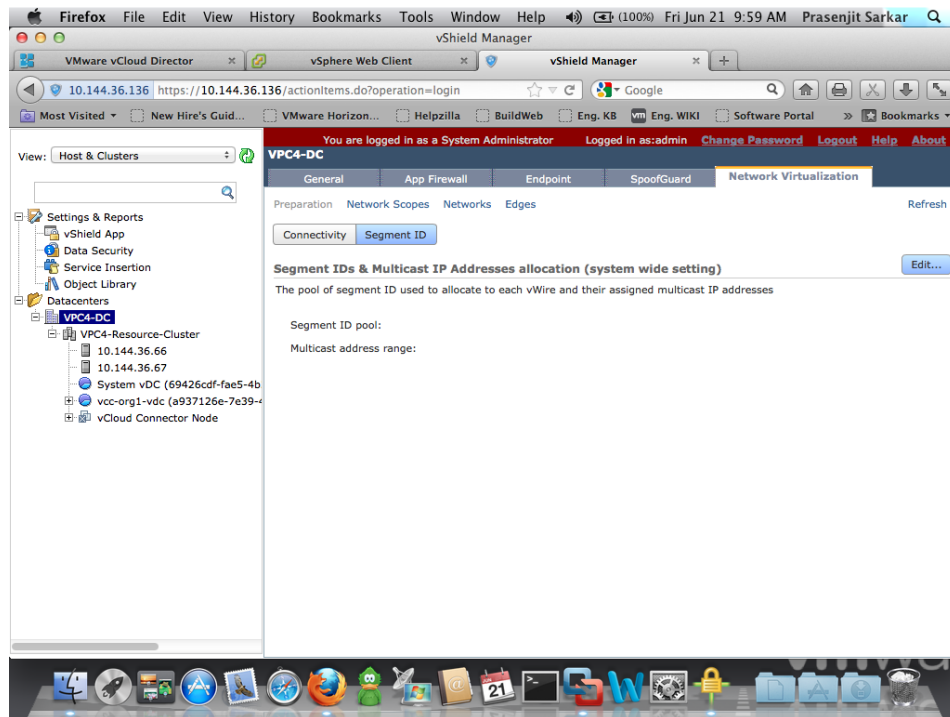 Firefox File Edit View History Bookmarks Tools Window Help (100%) Fri Jun 21 9:59 AM Prasenjit Sarkar
vShield Manager
VMware vCloud Director × vSphere Web Client × vShield Manager × +
10.144.36.136 https://10.144.36.136/actionItems.do?operation=login Google
Most Visited New Hire's Guid... VMware Horizon... Helpzilla BuildWeb Eng. KB vm Eng. WIKI Software Portal » Bookmarks
You are logged in as a System Administrator Logged in as:admin Change Password Logout Help About
View: Host & Clusters
VPC4-DC
General App Firewall Endpoint SpoofGuard Network Virtualization
Preparation Network Scopes Networks Edges Refresh
Connectivity Segment ID
Segment IDs & Multicast IP Addresses allocation (system wide setting) Edit...
The pool of segment ID used to allocate to each vWire and their assigned multicast IP addresses
Segment ID pool:
Multicast address range:
Settings & Reports
vShield App
Data Security
Service Insertion
Object Library
Datacenters
VPC4-DC
VPC4-Resource-Cluster
10.144.36.66
10.144.36.67
System vDC (69426cdf-fae5-4b
vcc-org1-vdc (a937126e-7e39-4
vCloud Connector Node
21